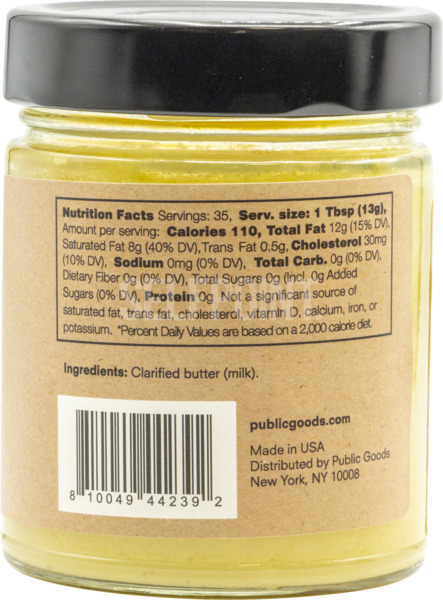 Nutrition Facts Servings: 35, Serv. size: 1 Tbsp (13g),
Amount per serving: Calories 110, Total Fat 12g (15% DV),
Saturated Fat 8g (40% DV),Trans Fat 0.5g, Cholesterol 30mg
(10% DV), Sodium 0mg (0% DV), Total Carb. 0g (0% DV),
Dietary Fiber 0g (0% DV), Total Sugars 0g (Incl. 0g Added
Sugars (0% DV), Protein 0g Not a significant source of
saturated fat, trans fat, cholesterol, vitamin D, calcium, iron, or
potassium. *Percent Daily Values are based on a 2,000 calorie diet.
Ingredients: Clarified butter (milk).
publicgoods.com
Made in USA
Distributed by Public Goods
New York, NY 10008
8 10049 44239 2